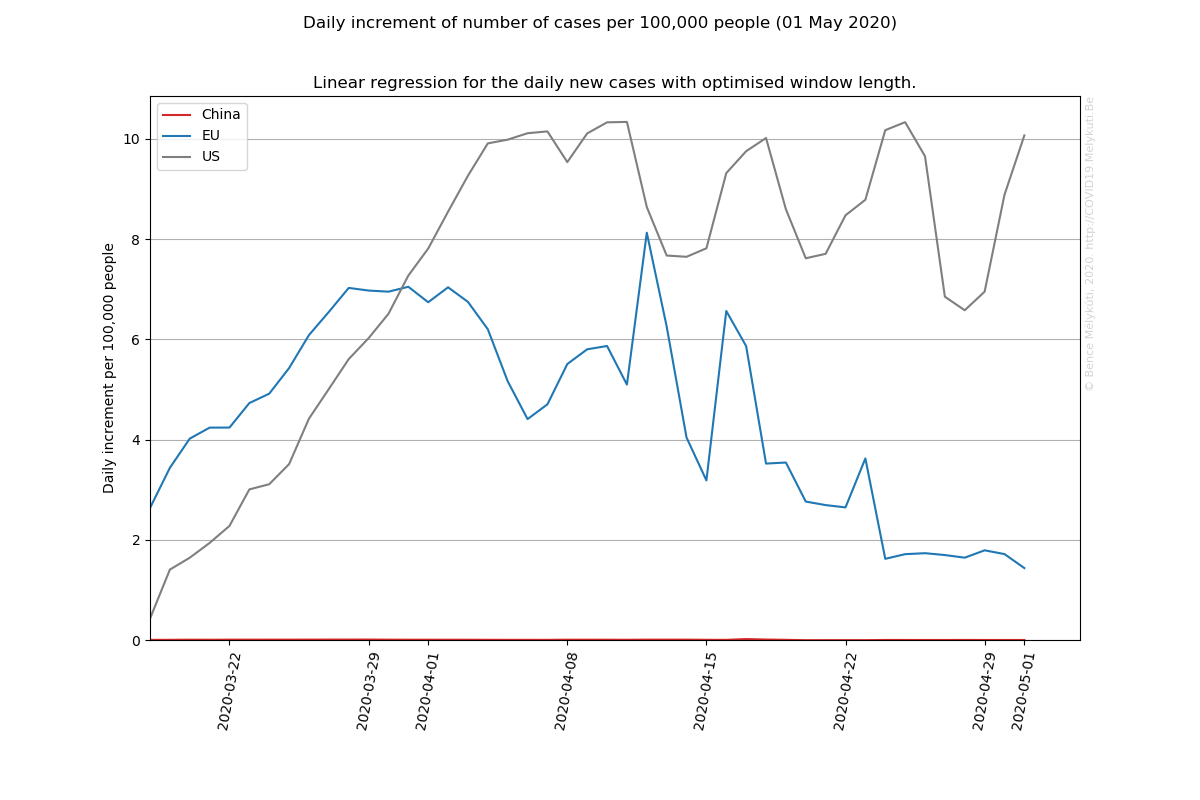 Daily increment of number of cases per 100,000 people (01 May 2020)
Linear regression for the daily new cases with optimised window length.
China
EU
US
Daily increment per 100,000 people
10
8
6
4
2
0
2020-03-22
2020-03-29
2020-04-01
2020-04-08
2020-04-15
2020-04-22
2020-04-29
2020-05-01
© Bence Mélykúti, 2020. http://COVID19.Melykuti.Be